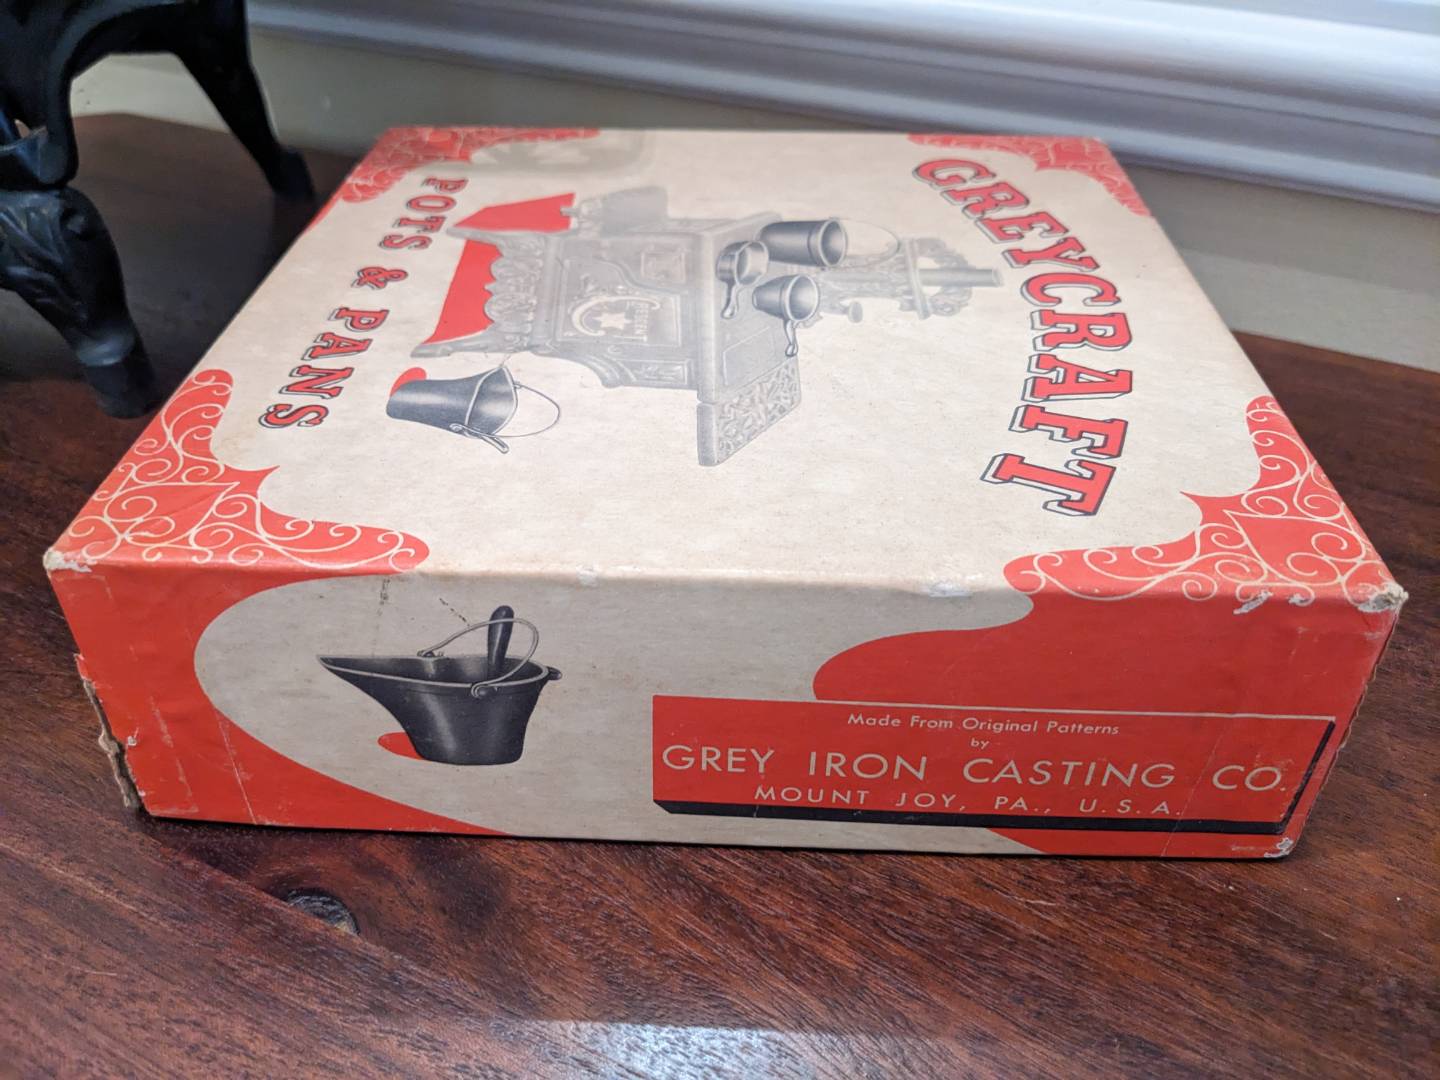 GREYCRAFT
POTS & PANS
Made From Original Patterns
by
GREY IRON CASTING CO.
MOUNT JOY, PA., U.S.A.